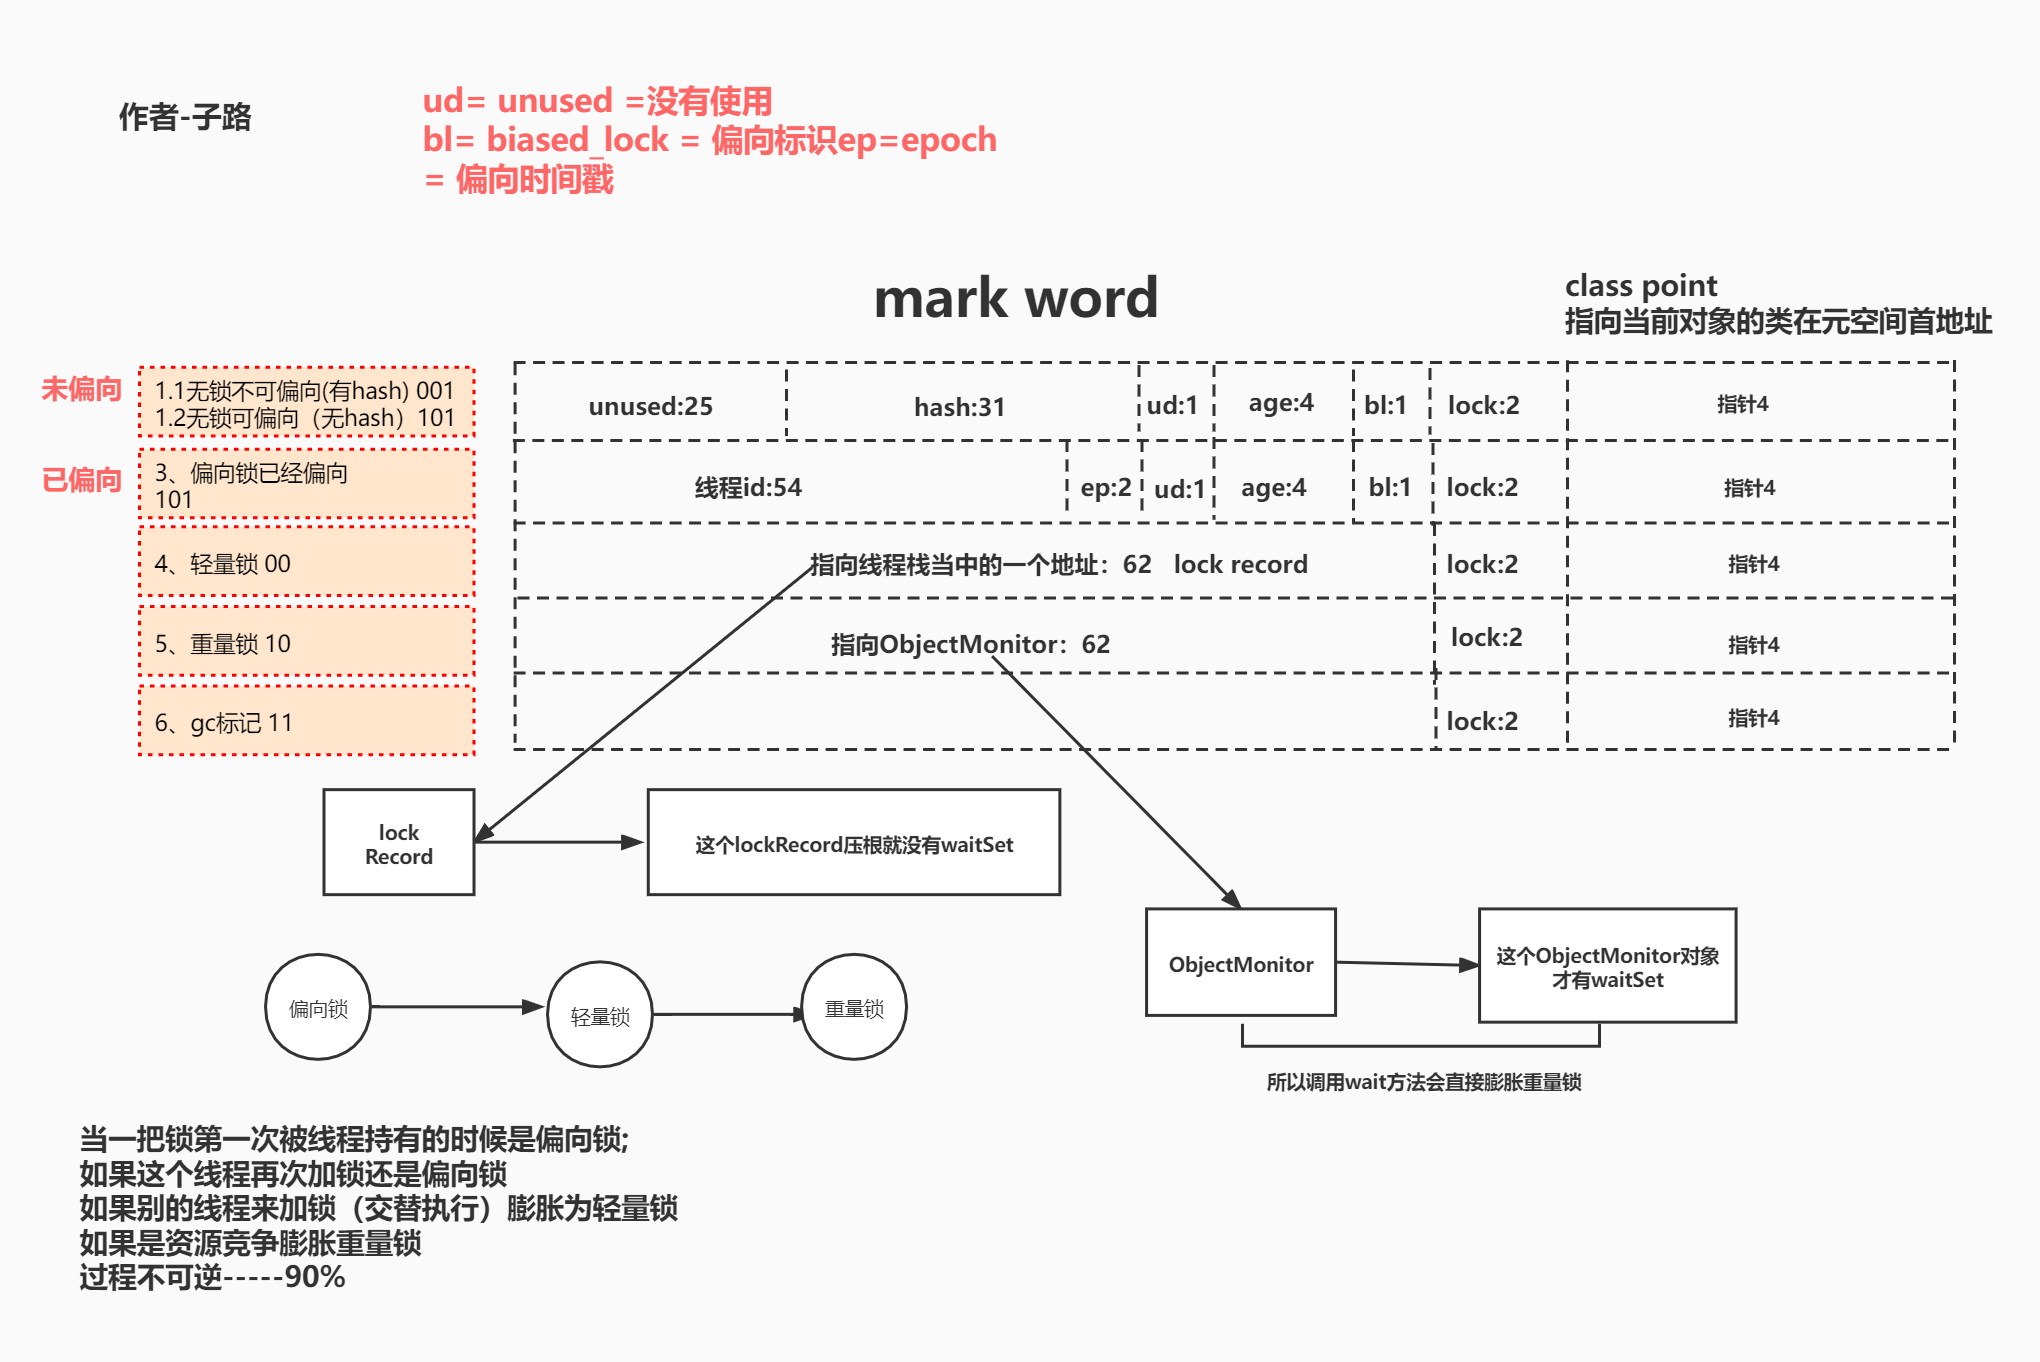 作者-子路
ud= unused =没有使用
bl= biased_lock = 偏向标识ep=epoch
= 偏向时间戳
mark word
class point
指向当前对象的类在元空间首地址
未偏向
1.1无锁不可偏向(有hash) 001
1.2无锁可偏向（无hash）101
unused:25
hash:31
ud:1
age:4
bl:1
lock:2
指针4
已偏向
3、偏向锁已经偏向
101
线程id:54
ep:2
ud:1
age:4
bl:1
lock:2
指针4
4、轻量锁 00
指向线程栈当中的一个地址：62 lock record
lock:2
指针4
5、重量锁 10
指向ObjectMonitor：62
lock:2
指针4
6、gc标记 11
lock:2
指针4
lock
Record
这个lockRecord压根就没有waitSet
ObjectMonitor
这个ObjectMonitor对象
才有waitSet
偏向锁
轻量锁
重量锁
所以调用wait方法会直接膨胀重量锁
当一把锁第一次被线程持有的时候是偏向锁;
如果这个线程再次加锁还是偏向锁
如果别的线程来加锁（交替执行）膨胀为轻量锁
如果是资源竞争膨胀重量锁
过程不可逆-----90%